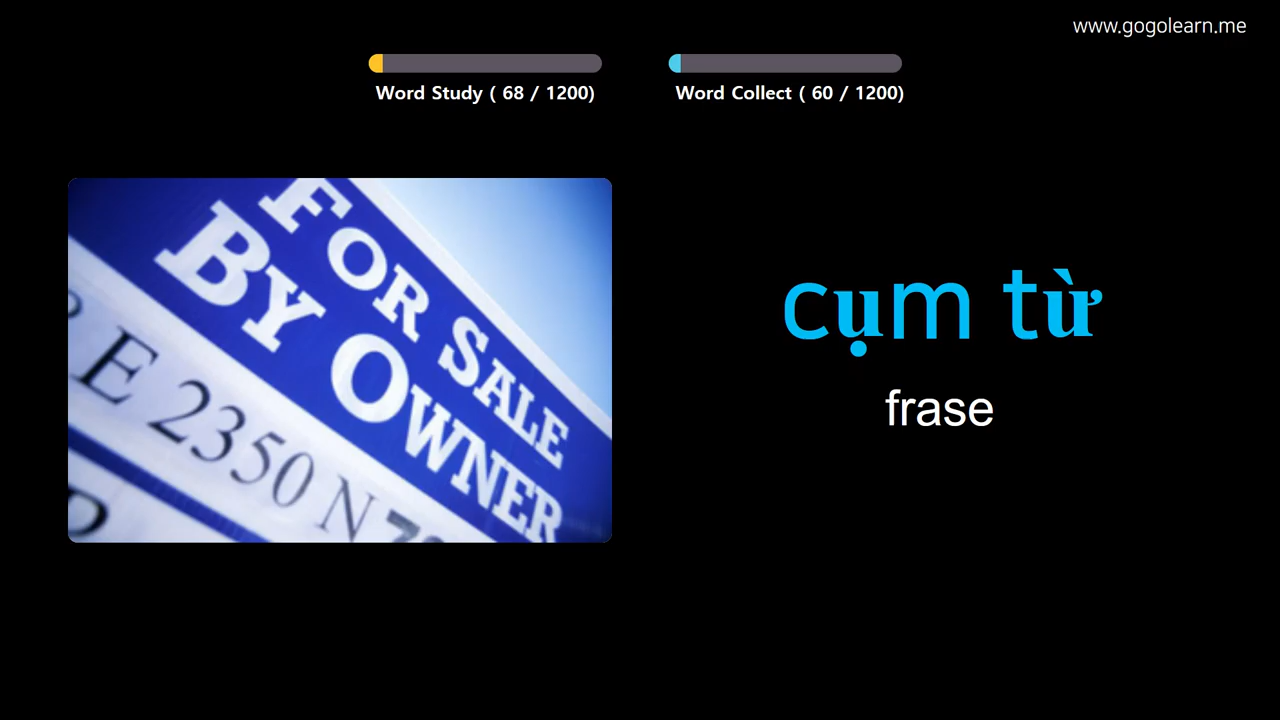 www.gogolearn.me
Word Study ( 68 / 1200)
Word Collect ( 60 / 1200)
FOR SALE
BY OWNER
E 2350 N
cụm từ
frase